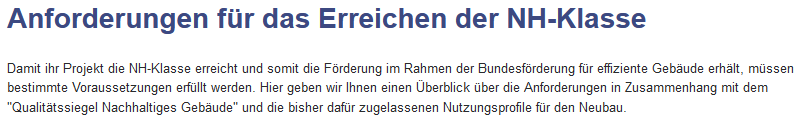 Anforderungen für das Erreichen der NH-Klasse
Damit ihr Projekt die NH-Klasse erreicht und somit die Förderung im Rahmen der Bundesförderung für effiziente Gebäude erhält, müssen
bestimmte Voraussetzungen erfüllt werden. Hier geben wir Ihnen einen Überblick über die Anforderungen in Zusammenhang mit dem
"Qualitätssiegel Nachhaltiges Gebäude" und die bisher dafür zugelassenen Nutzungsprofile für den Neubau.